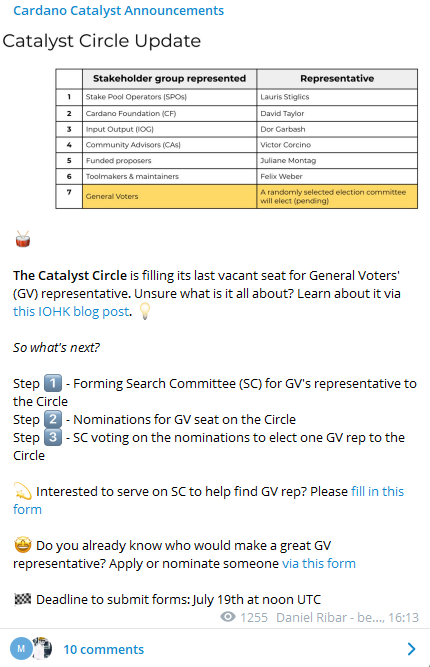 Cardano Catalyst Announcements
Catalyst Circle Update
Stakeholder group represented Representative
1 Stake Pool Operators (SPOs) Lauris Stiglics
2 Cardano Foundation (CF) David Taylor
3 Input Output (IOG) Dor Garbash
4 Community Advisors (CAs) Victor Corcino
5 Funded proposers Juliane Montag
6 Toolmakers & maintainers Felix Weber
7 General Voters A randomly selected election committee
will elect (pending)
🥁
The Catalyst Circle is filling its last vacant seat for General Voters'
(GV) representative. Unsure what is it all about? Learn about it via
this IOHK blog post. 💡
So what's next?
Step 1️⃣ - Forming Search Committee (SC) for GV's representative to
the Circle
Step 2️⃣ - Nominations for GV seat on the Circle
Step 3️⃣ - SC voting on the nominations to elect one GV rep to the
Circle
💫 Interested to serve on SC to help find GV rep? Please fill in this
form
🤩 Do you already know who would make a great GV
representative? Apply or nominate someone via this form
🏁 Deadline to submit forms: July 19th at noon UTC
1255 Daniel Ribar - be..., 16:13
M 10 comments